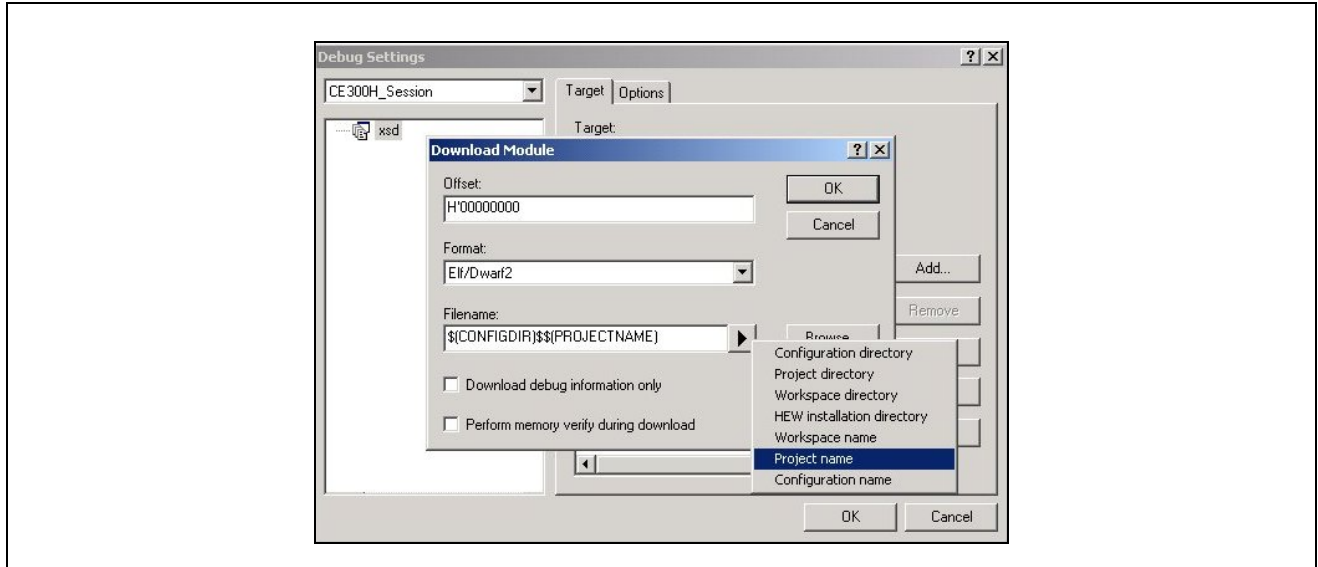 Debug Settings
CE300H_Session
Target
Options
xsd
Target:
Download Module
Offset:
H'00000000
OK
Cancel
Format:
Elf/Dwarf2
Add...
Filename:
Remove
$(CONFIGDIR)$$(PROJECTNAME)
Browse
Configuration directory
Project directory
Download debug information only
Workspace directory
HEW installation directory
Perform memory verify during download
Workspace name
Project name
Configuration name
OK
Cancel